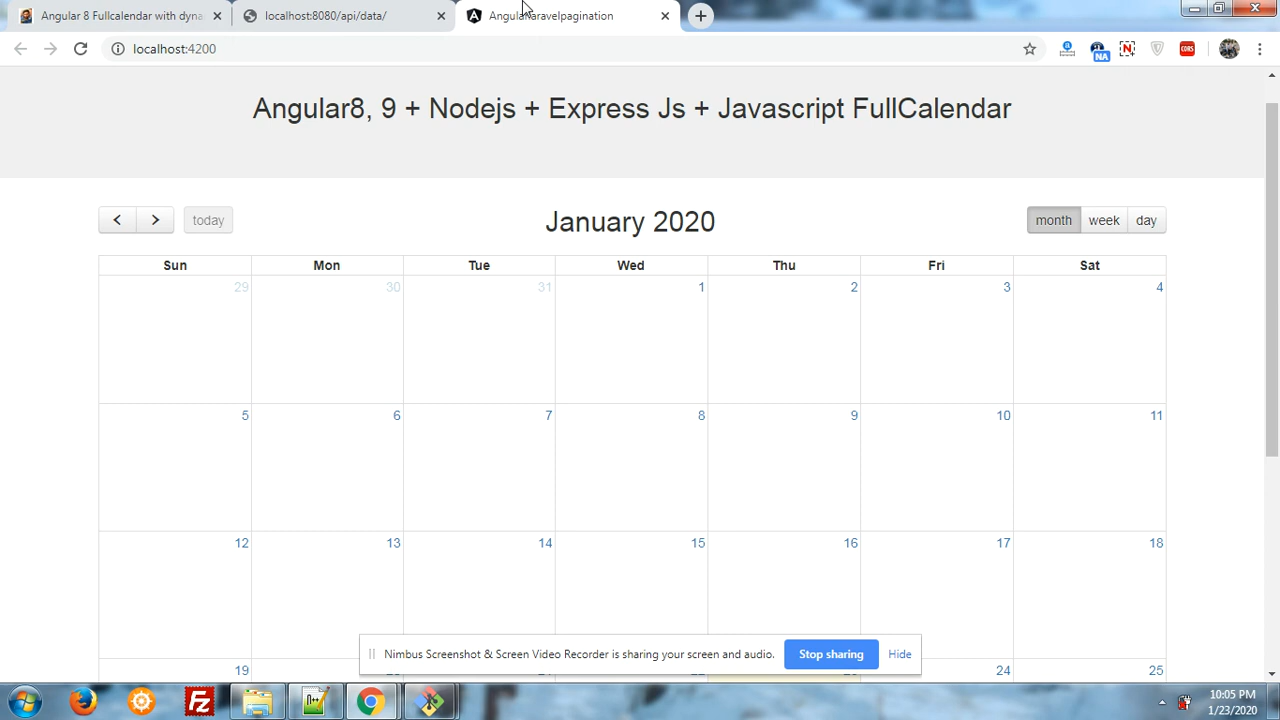 Angular 8 Fullcalendar with dyna
localhost:8080/api/data/
localhost:4200
NA
N
CORS
Angular8, 9 + Nodejs + Express Js + Javascript FullCalendar
today
January 2020
month week day
Sun Mon Tue Wed Thu Fri Sat
29 30 31 1 2 3 4
5 6 7 8 9 10 11
12 13 14 15 16 17 18
Nimbus Screenshot & Screen Video Recorder is sharing your screen and audio.
Stop sharing
Hide
19 24 25
10:05 PM
1/23/2020